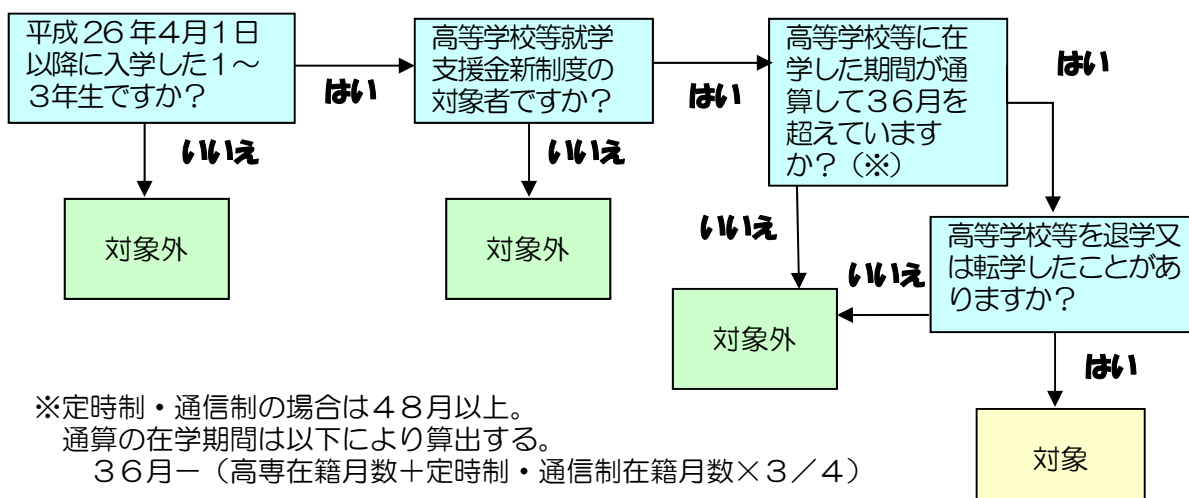 平成26年4月1日
以降に入学した1～
3年生ですか？
はい
いいえ
対象外
高等学校等就学
支援金新制度の
対象者ですか？
はい
いいえ
対象外
高等学校等に在
学した期間が通
算して３６月を
超えています
か？（※）
はい
いいえ
対象外
高等学校等を退学又
は転学したことがあ
りますか？
いいえ
はい
対象
※定時制・通信制の場合は４８月以上。
通算の在学期間は以下により算出する。
３６月－（高専在籍月数＋定時制・通信制在籍月数×３／４）